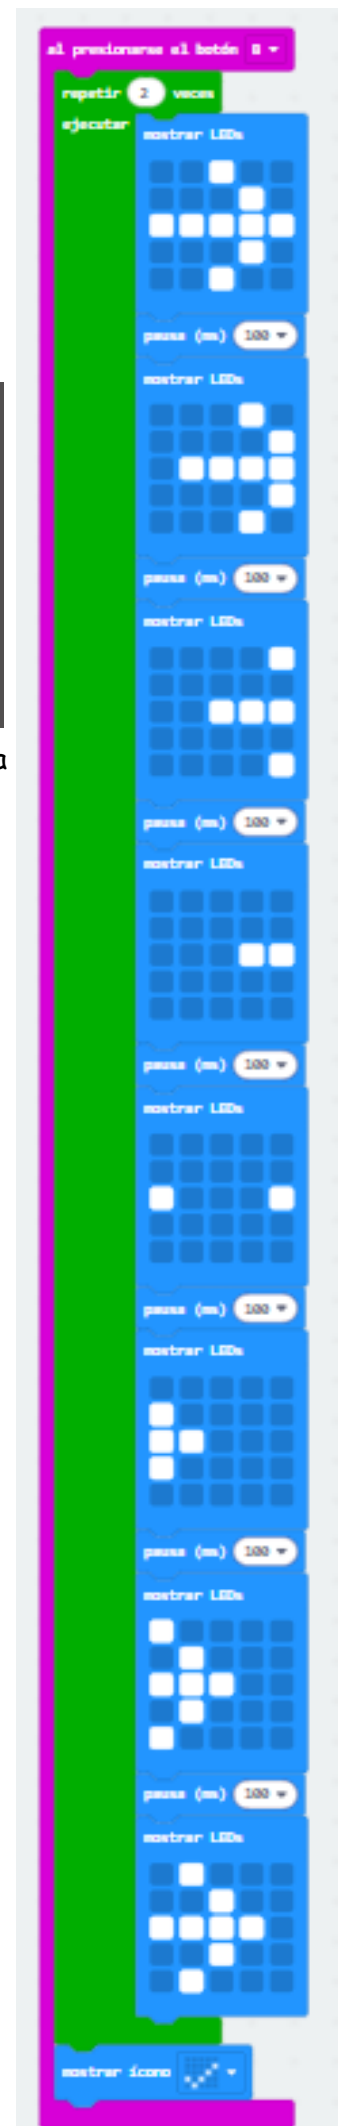 al presionarse el botón B
repetir 2 veces
ejecutar
mostrar LEDs
pausa (ms) 100
mostrar LEDs
pausa (ms) 100
mostrar LEDs
pausa (ms) 100
mostrar LEDs
pausa (ms) 100
mostrar LEDs
pausa (ms) 100
mostrar LEDs
pausa (ms) 100
mostrar LEDs
pausa (ms) 100
mostrar LEDs
mostrar ícono
a